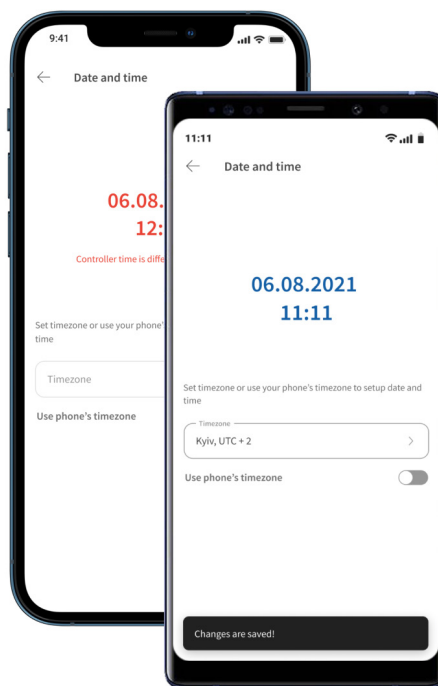 9:41
Date and time
06.08.
12:
Controller time is diffe
Set timezone or use your phone's
time
Timezone
Use phone's timezone
11:11
Date and time
06.08.2021
11:11
Set timezone or use your phone's timezone to setup date and
time
Timezone
Kyiv, UTC + 2
Use phone's timezone
Changes are saved!